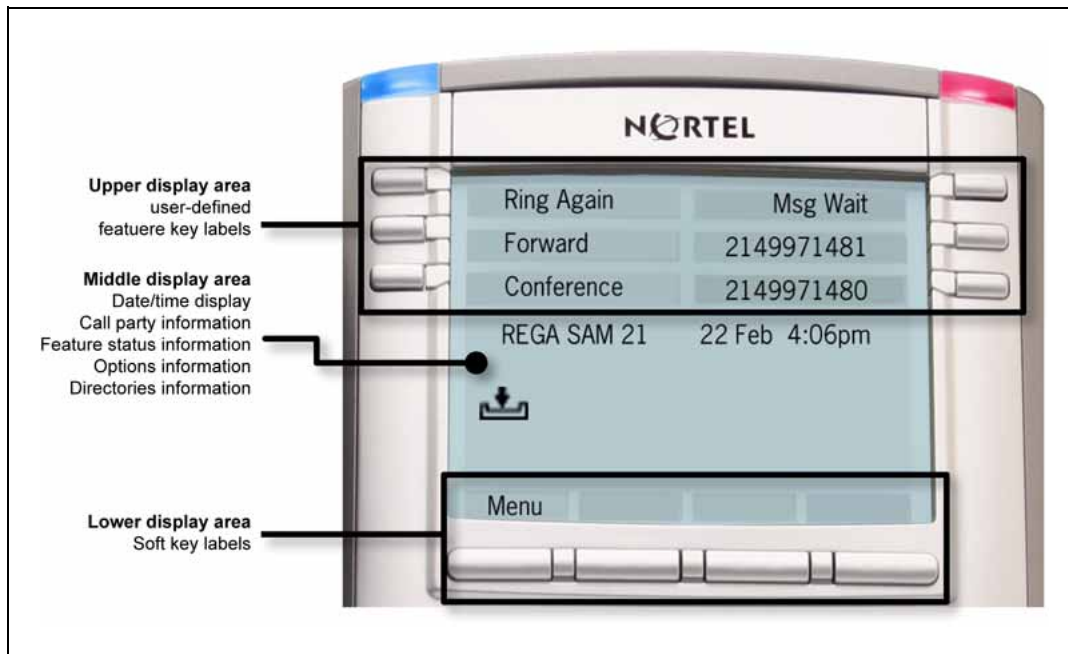 NORTEL
Upper display area
user-defined
featuere key labels
Ring Again Msg Wait
Forward 2149971481
Conference 2149971480
Middle display area
Date/time display
Call party information
Feature status information
Options information
Directories information
REGA SAM 21 22 Feb 4:06pm
Menu
Lower display area
Soft key labels